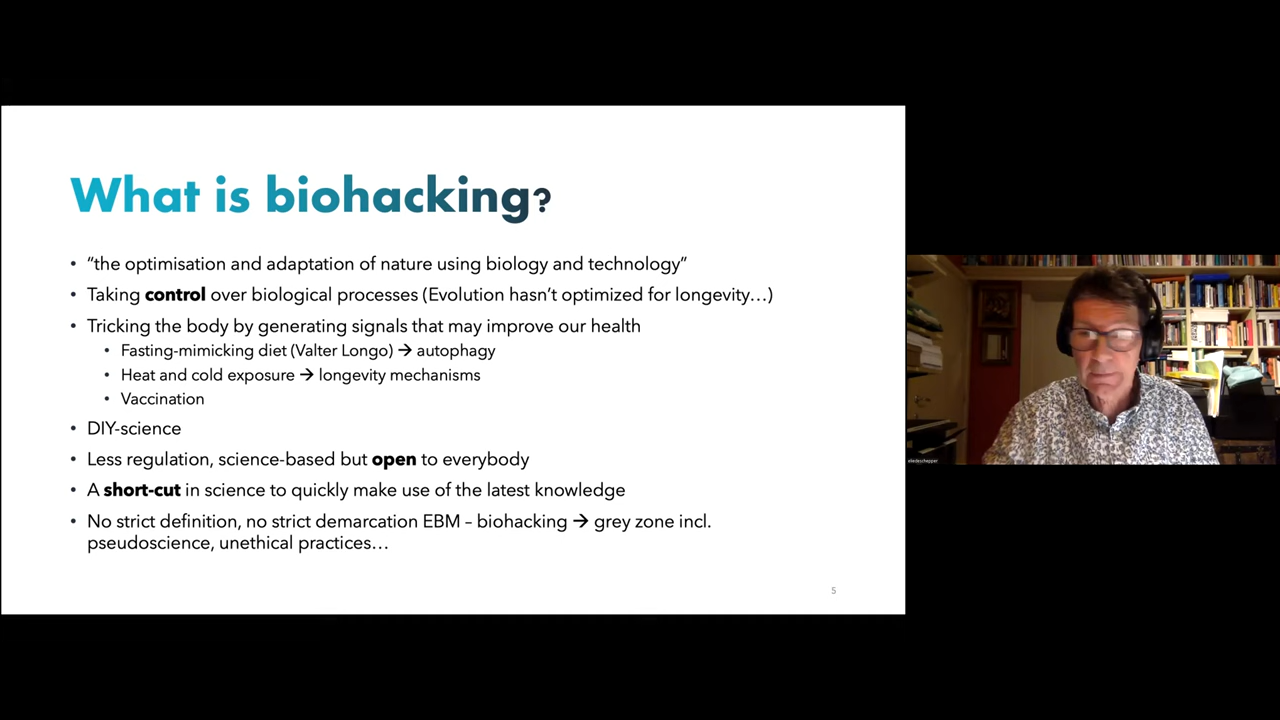 What is biohacking?
• “the optimisation and adaptation of nature using biology and technology”
• Taking control over biological processes (Evolution hasn’t optimized for longevity…)
• Tricking the body by generating signals that may improve our health
• Fasting-mimicking diet (Valter Longo) → autophagy
• Heat and cold exposure → longevity mechanisms
• Vaccination
• DIY-science
• Less regulation, science-based but open to everybody
• A short-cut in science to quickly make use of the latest knowledge
• No strict definition, no strict demarcation EBM – biohacking → grey zone incl.
pseudoscience, unethical practices…
5